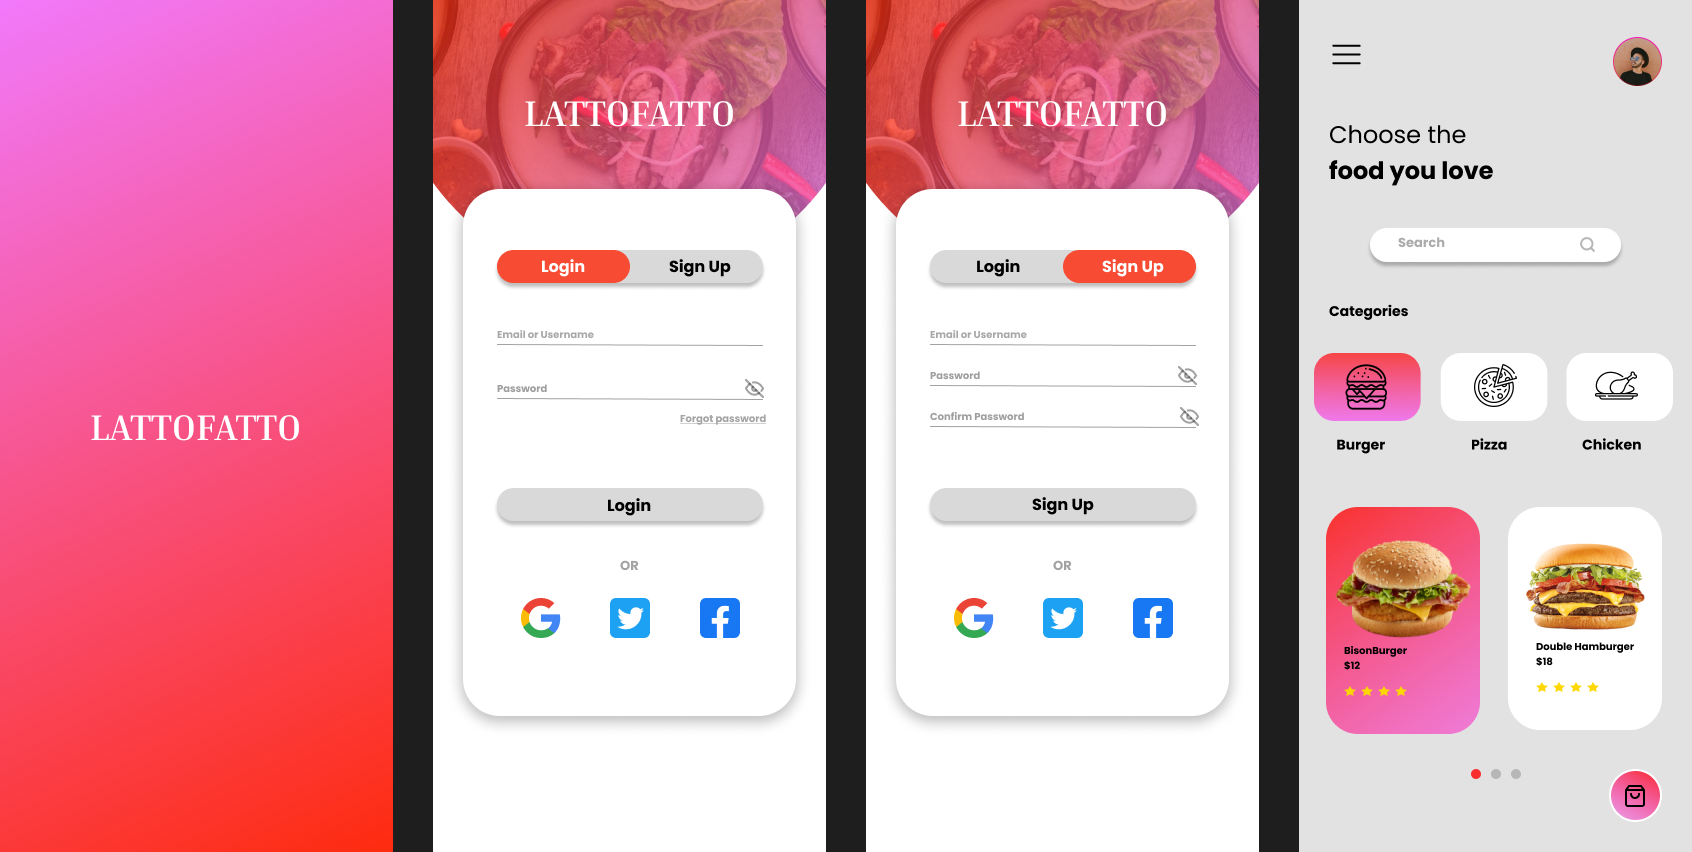 LATTOFATTO
LATTOFATTO
Login
Sign Up
Email or Username
Password
Forgot password
Login
OR
LATTOFATTO
Login
Sign Up
Email or Username
Password
Confirm Password
Sign Up
OR
Choose the
food you love
Search
Categories
Burger
Pizza
Chicken
BisonBurger
$12
Double Hamburger
$18